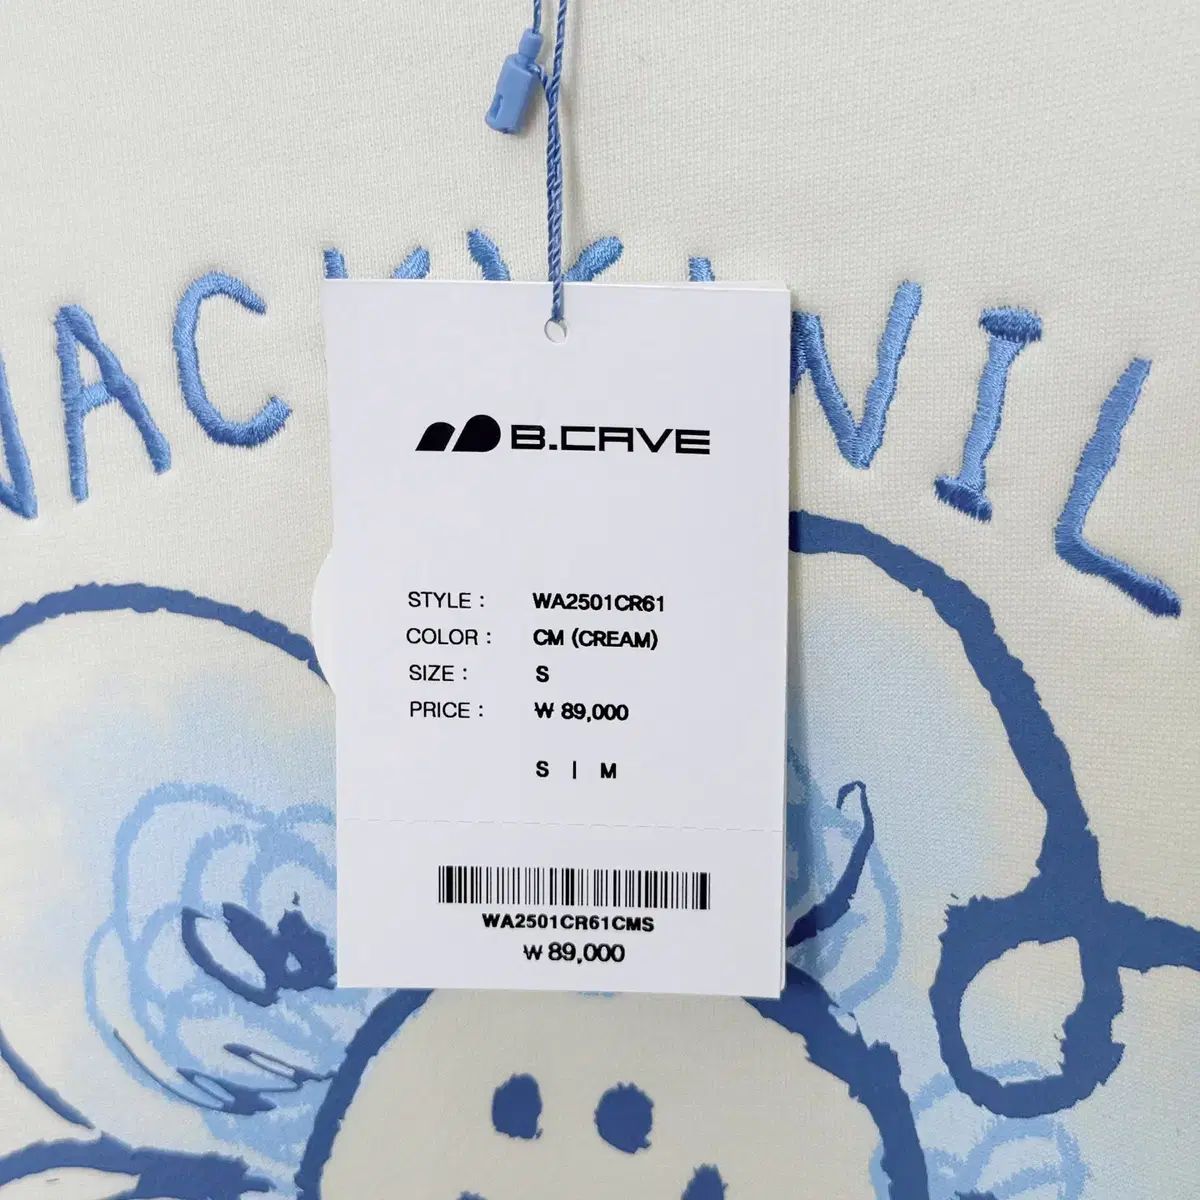 B.CAVE
STYLE : WA2501CR61
COLOR : CM (CREAM)
SIZE : S
PRICE : ₩ 89,000
S | M
WA2501CR61CMS
₩ 89,000